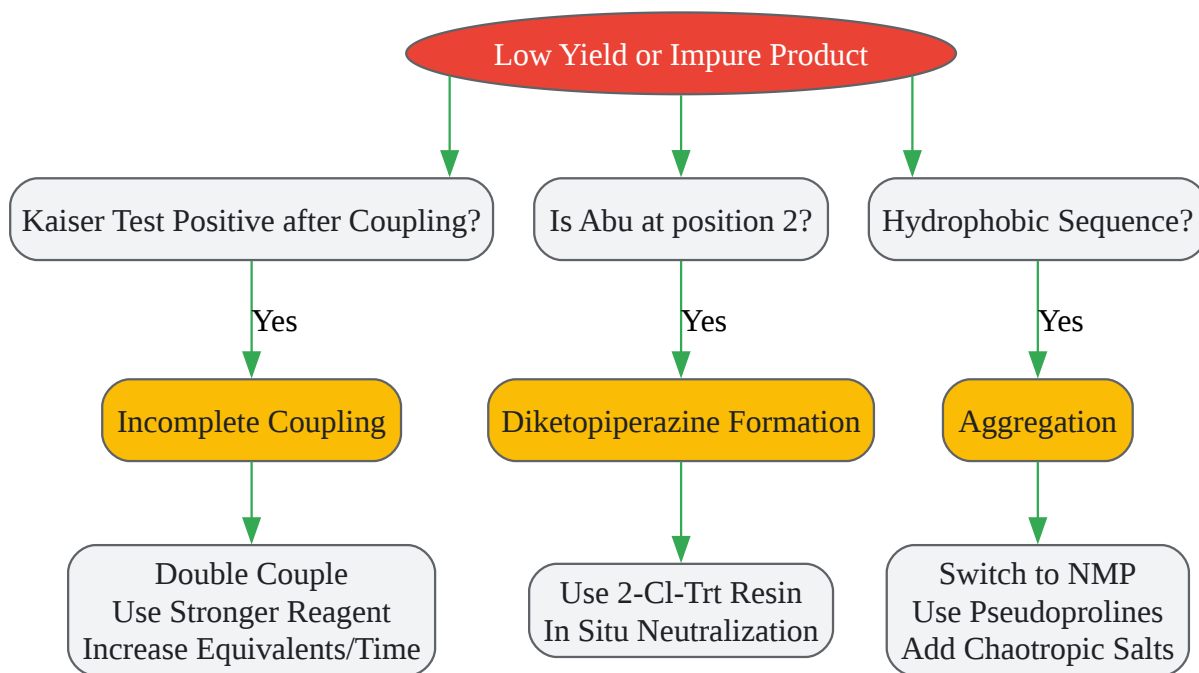 Low Yield or Impure Product
Kaiser Test Positive after Coupling?
Is Abu at position 2?
Hydrophobic Sequence?
Yes
Yes
Yes
Incomplete Coupling
Diketopiperazine Formation
Aggregation
Double Couple
Use Stronger Reagent
Increase Equivalents/Time
Use 2-Cl-Trt Resin
In Situ Neutralization
Switch to NMP
Use Pseudoprolines
Add Chaotropic Salts